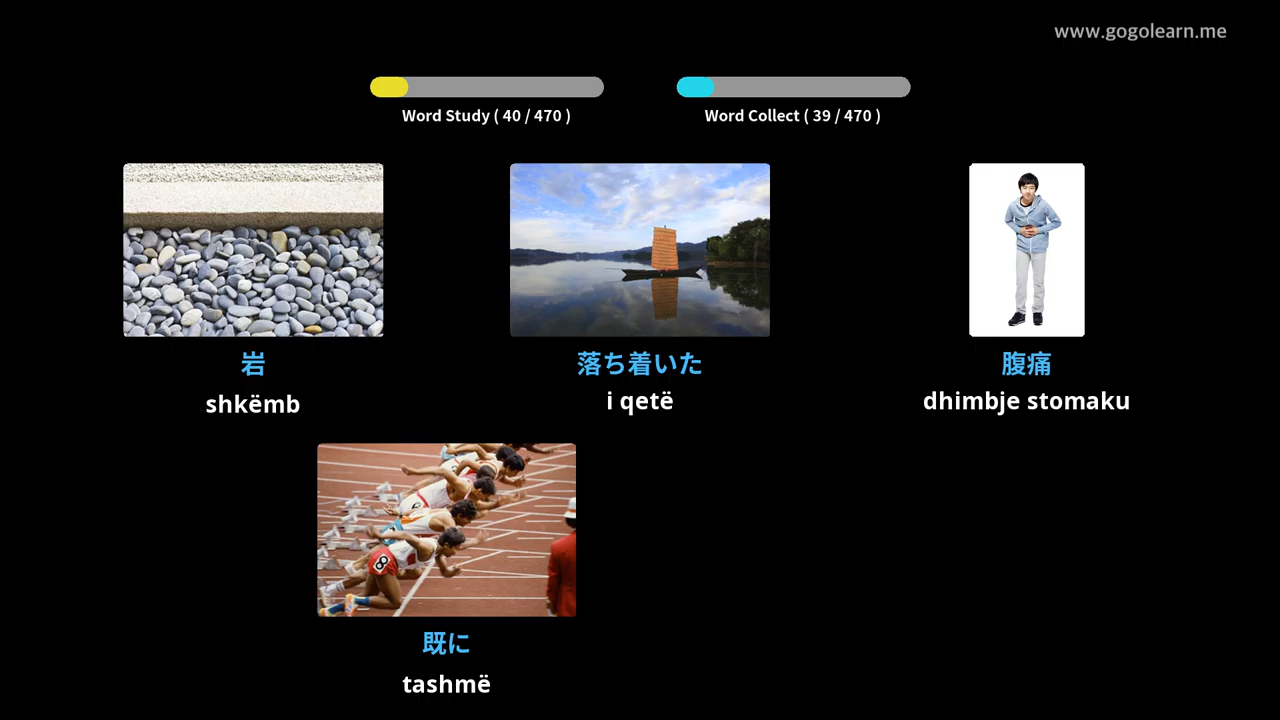 www.gogolearn.me
Word Study ( 40 / 470 )
Word Collect ( 39 / 470 )
岩
落ち着いた
腹痛
shkëmb
i qetë
dhimbje stomaku
8
既に
tashmë